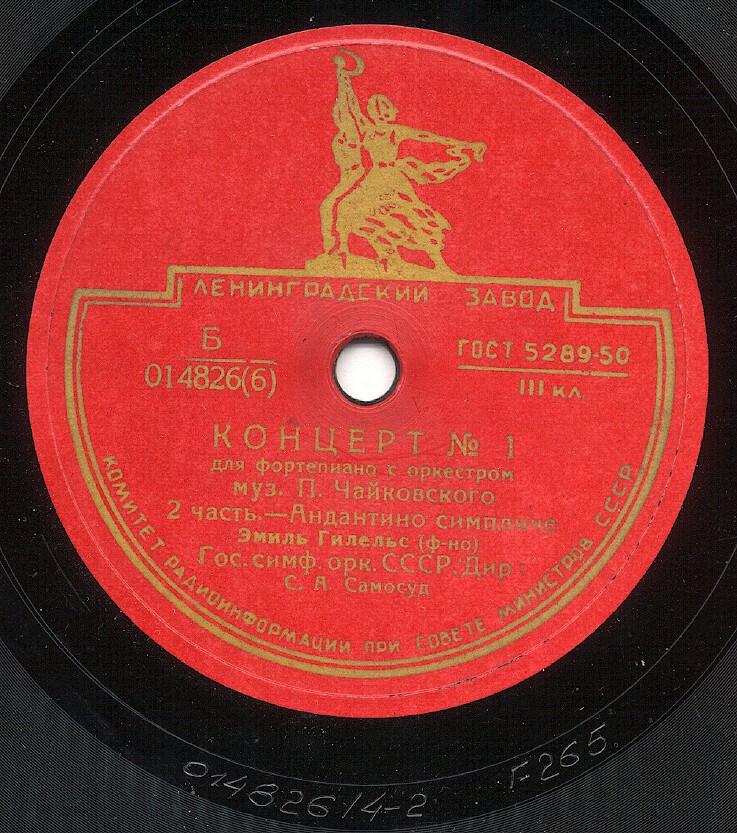 ЛЕНИНГРАДСКИЙ ЗАВОД
Б
014826(6)
ГОСТ 5289-50
III КЛ.
КОНЦЕРТ № 1
для фортепиано с оркестром
муз. П. Чайковского
2 часть.—Андантино симпличе
Эмиль Гилельс (ф-но)
Гос. симф. орк. СССР. Дир:
С. А. Самосуд
КОМИТЕТ РАДИОИНФОРМАЦИИ ПРИ СОВЕТЕ МИНИСТРОВ СССР
014826/4-2 F265